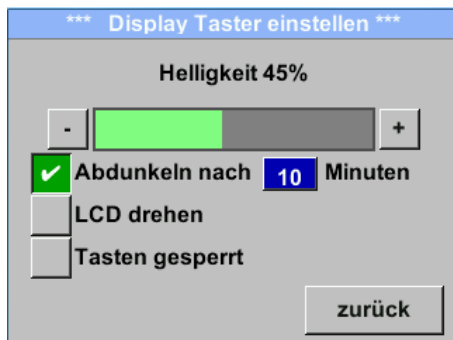 *** Display Taster einstellen ***
Helligkeit 45%
- +
Abdunkeln nach 10 Minuten
LCD drehen
Tasten gesperrt
zurück